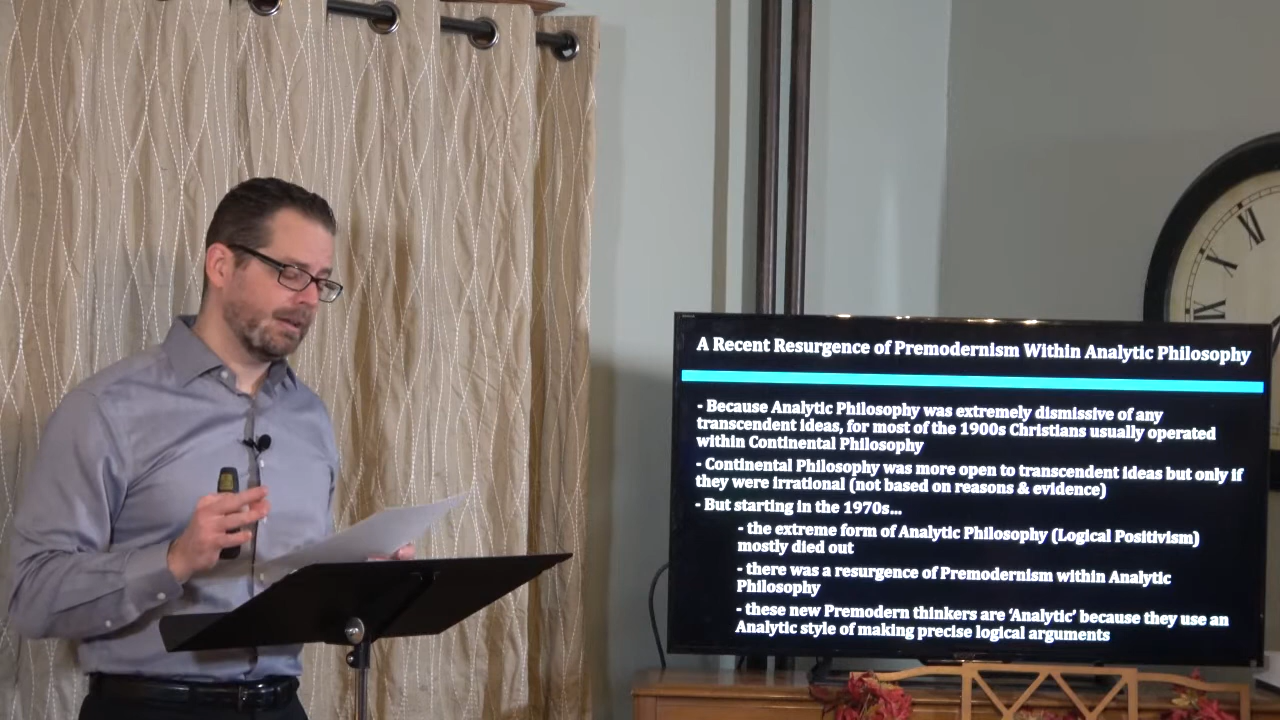 A Recent Resurgence of Premodernism Within Analytic Philosophy
- Because Analytic Philosophy was extremely dismissive of any
transcendent ideas, for most of the 1900s Christians usually operated
within Continental Philosophy
- Continental Philosophy was more open to transcendent ideas but only if
they were irrational (not based on reasons & evidence)
- But starting in the 1970s...
- the extreme form of Analytic Philosophy (Logical Positivism)
mostly died out
- there was a resurgence of Premodernism within Analytic
Philosophy
- these new Premodern thinkers are ‘Analytic’ because they use an
Analytic style of making precise logical arguments
XI
X